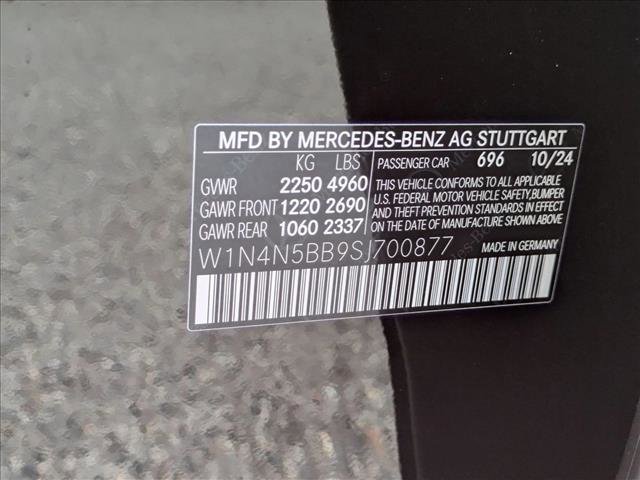 MFD BY MERCEDES-BENZ AG STUTTGART
KG LBS
GVWR 2250 4960
GAWR FRONT 1220 2690
GAWR REAR 1060 2337
PASSENGER CAR 696 10/24
THIS VEHICLE CONFORMS TO ALL APPLICABLE
U.S. FEDERAL MOTOR VEHICLE SAFETY, BUMPER
AND THEFT PREVENTION STANDARDS IN EFFECT
ON THE DATE OF MANUFACTURE SHOWN ABOVE.
W1N4N5BB9SJ700877
MADE IN GERMANY